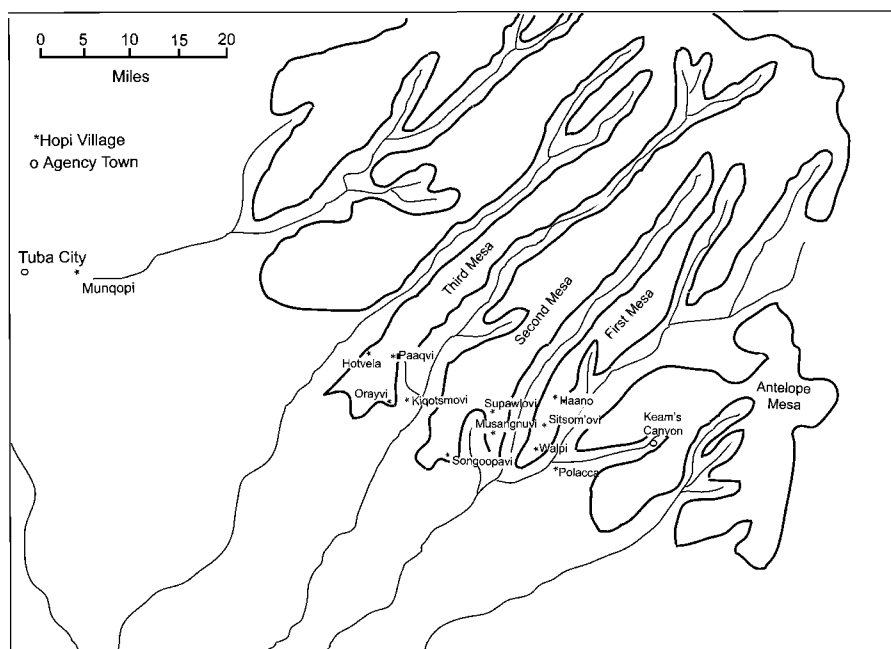 0 5 10 15 20
Miles
*Hopi Village
o Agency Town
Tuba City
Munqopi
Third Mesa
Second Mesa
First Mesa
Hotvela
Paaqvi
Orayvi
Kiqotsmovi
Supawlovi
Musangnuvi
Songoopavi
Haano
Sitsom'ovi
Walpi
Polacca
Keam's
Canyon
Antelope
Mesa